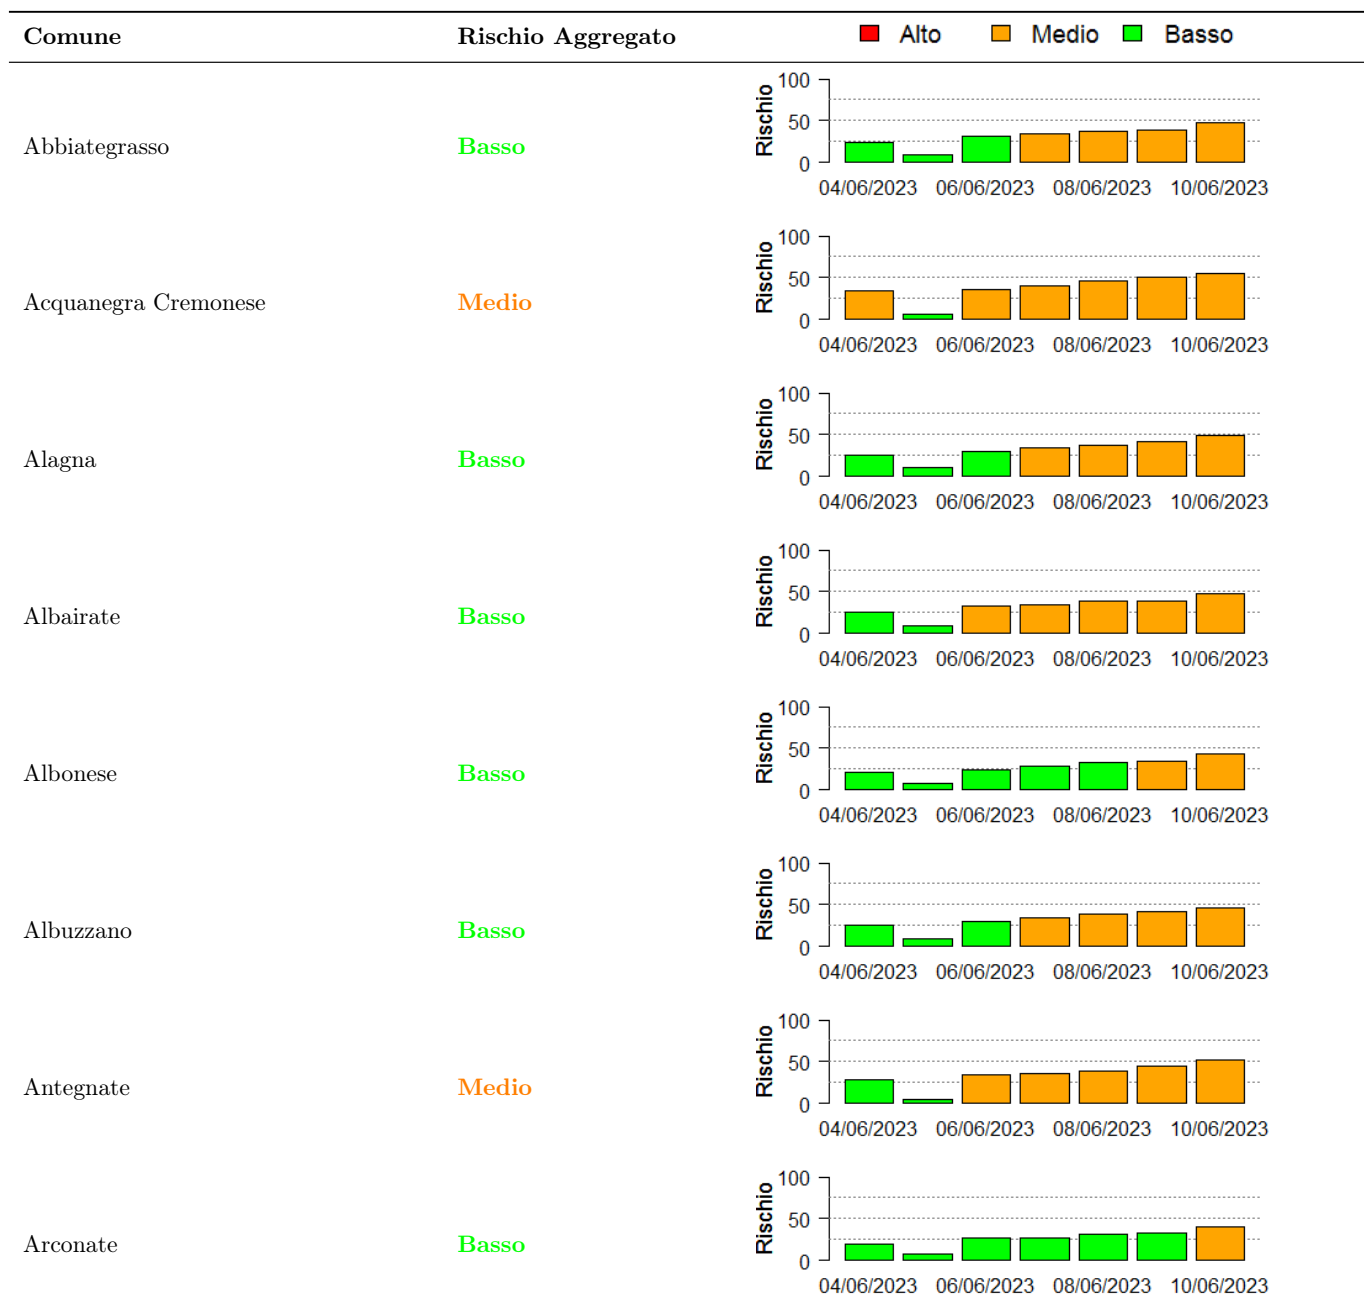 Comune Rischio Aggregato Alto Medio Basso
100
50
0
Rischio
Abbiategrasso Basso
04/06/2023 06/06/2023 08/06/2023 10/06/2023
100
50
0
Rischio
Acquanegra Cremonese Medio
04/06/2023 06/06/2023 08/06/2023 10/06/2023
100
50
0
Rischio
Alagna Basso
04/06/2023 06/06/2023 08/06/2023 10/06/2023
100
50
0
Rischio
Albairate Basso
04/06/2023 06/06/2023 08/06/2023 10/06/2023
100
50
0
Rischio
Albonese Basso
04/06/2023 06/06/2023 08/06/2023 10/06/2023
100
50
0
Rischio
Albuzzano Basso
04/06/2023 06/06/2023 08/06/2023 10/06/2023
100
50
0
Rischio
Antegnate Medio
04/06/2023 06/06/2023 08/06/2023 10/06/2023
100
50
0
Rischio
Arconate Basso
04/06/2023 06/06/2023 08/06/2023 10/06/2023